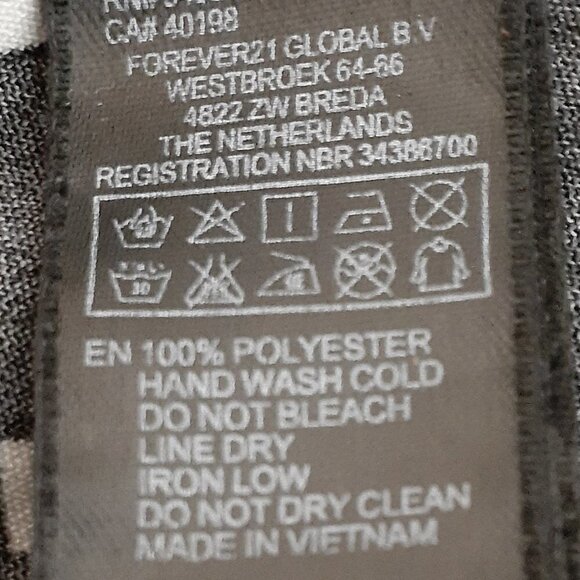 CA# 40198
FOREVER21 GLOBAL B.V
WESTBROEK 64-66
4822 ZW BREDA
THE NETHERLANDS
REGISTRATION NBR 34388700
EN 100% POLYESTER
HAND WASH COLD
DO NOT BLEACH
LINE DRY
IRON LOW
DO NOT DRY CLEAN
MADE IN VIETNAM